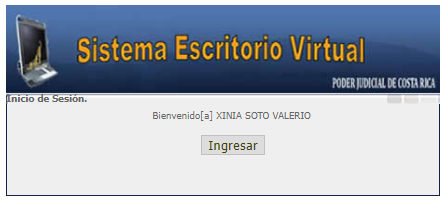 Sistema Escritorio Virtual
PODER JUDICIAL DE COSTA RICA
Inicio de Sesión.
Bienvenido[a] XINIA SOTO VALERIO
Ingresar